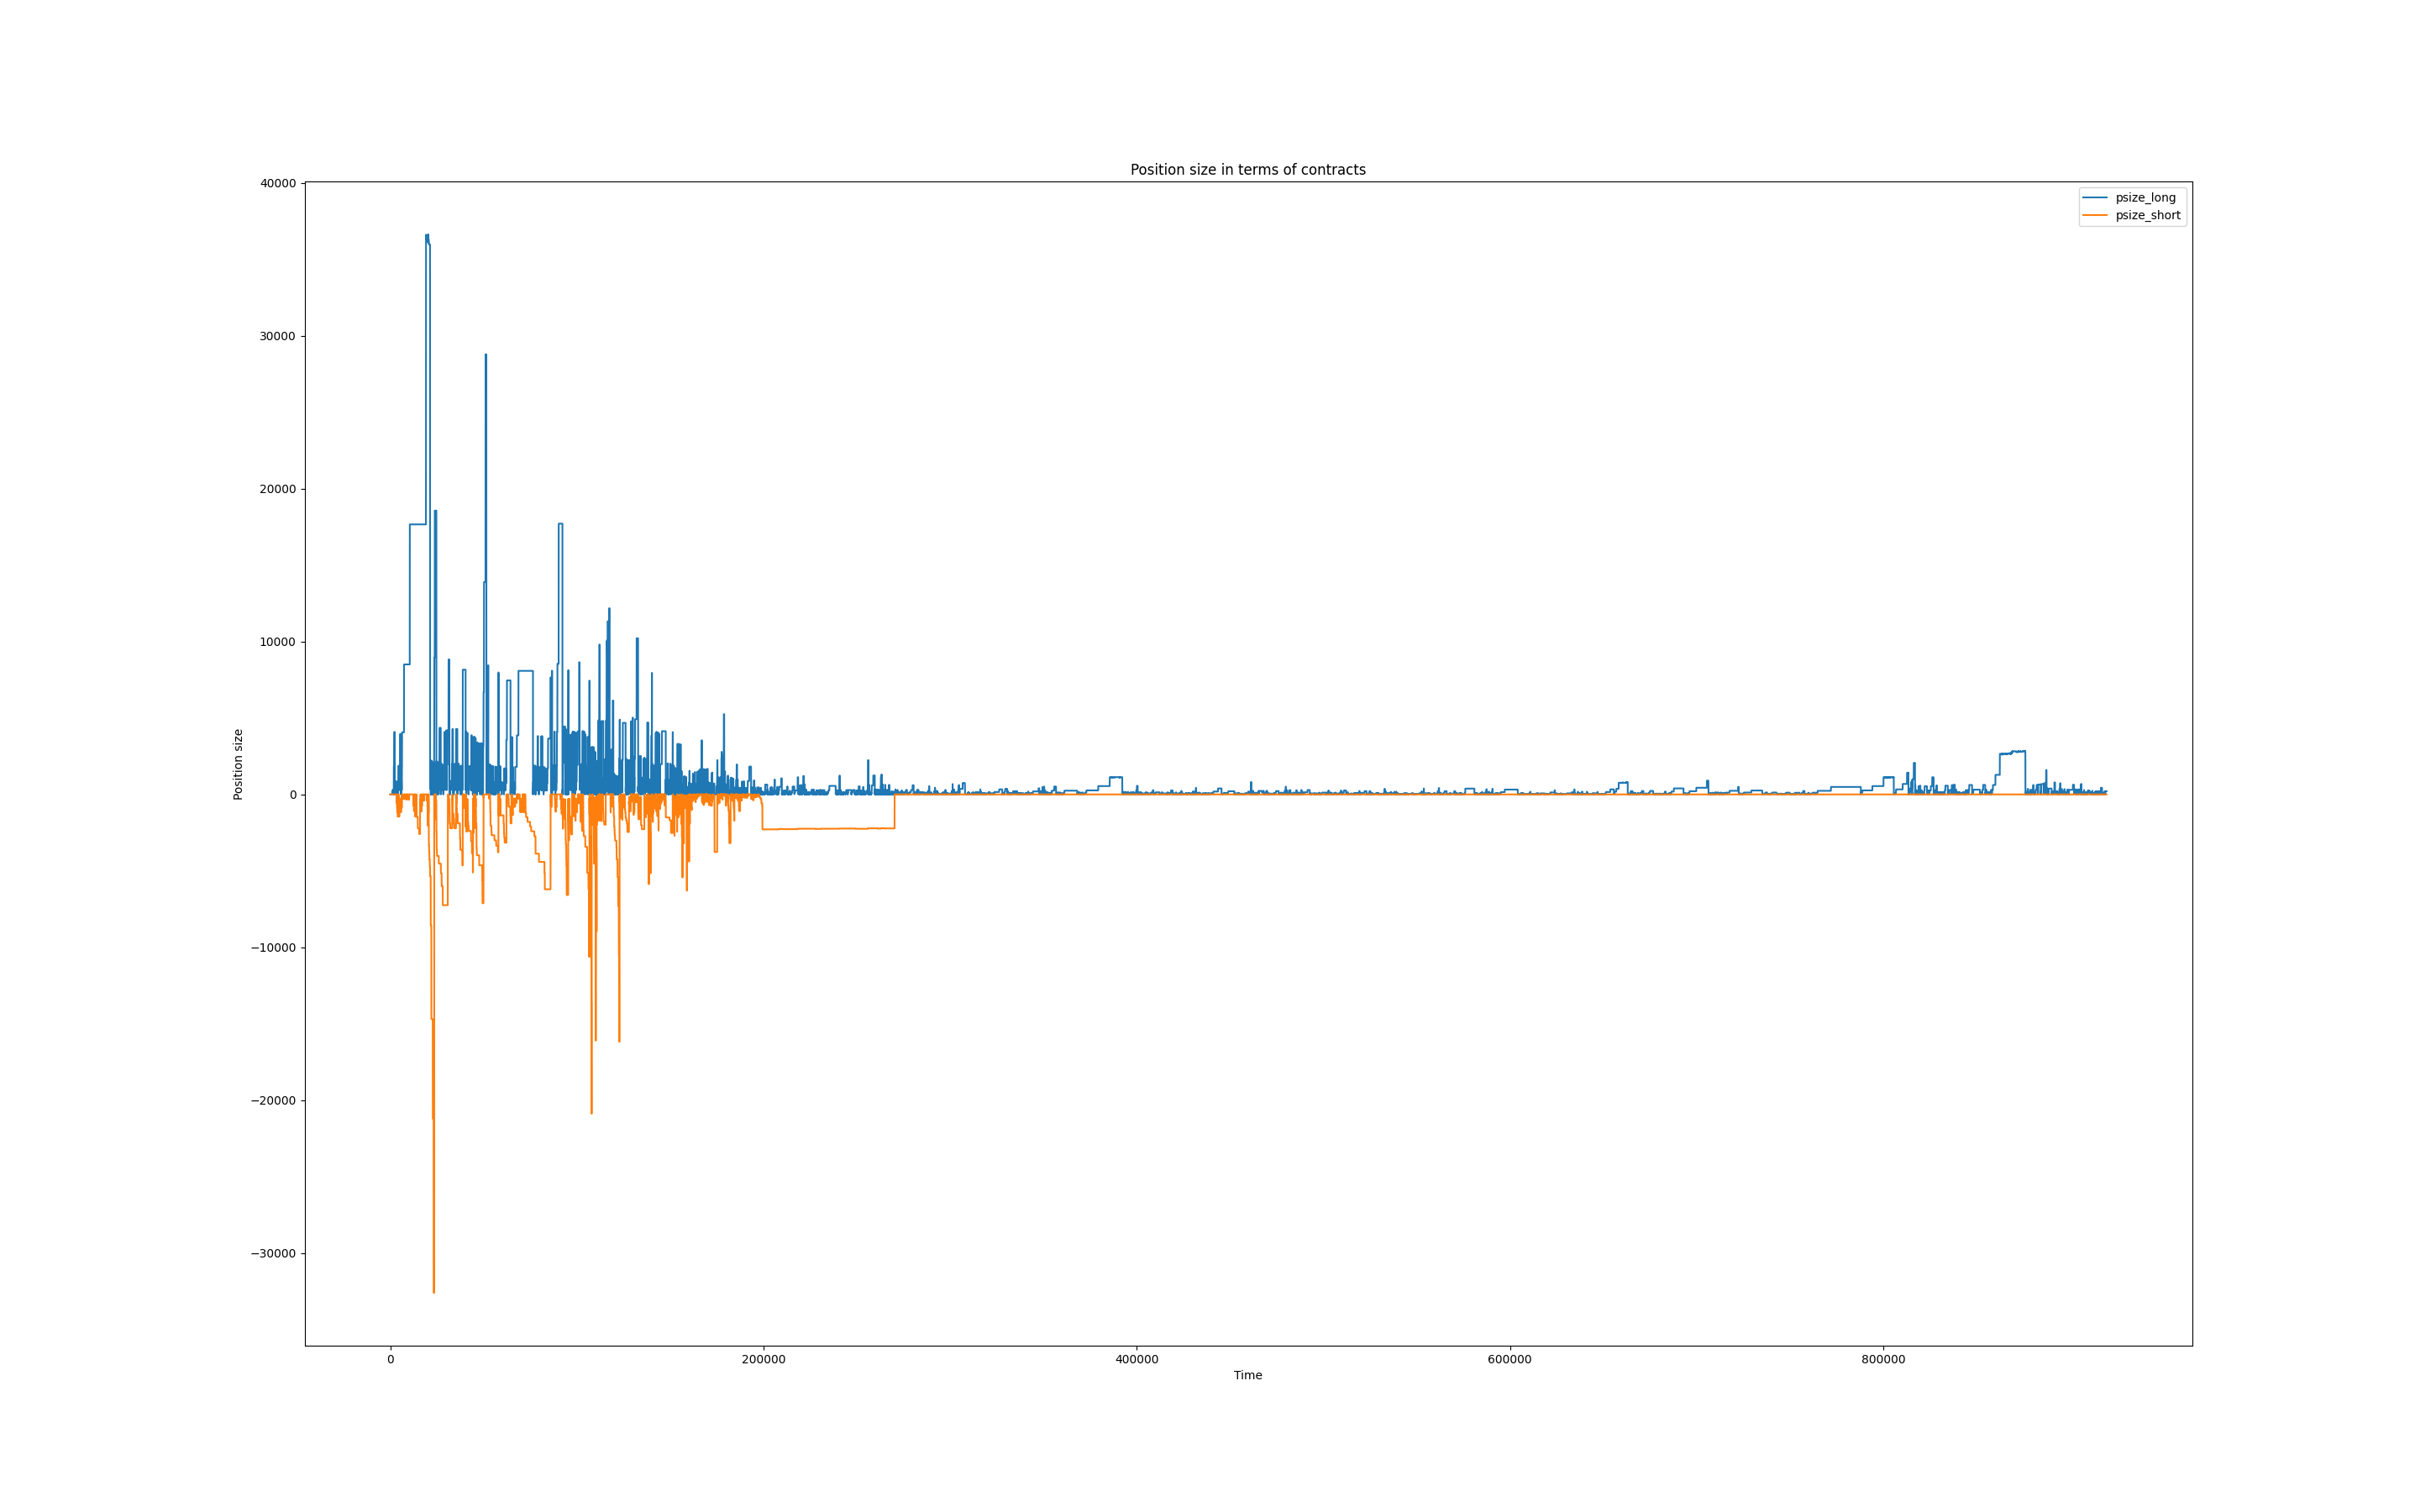 Position size in terms of contracts
psize_long
psize_short
40000
30000
20000
10000
0
−10000
−20000
−30000
Position size
0
200000
400000
600000
800000
Time